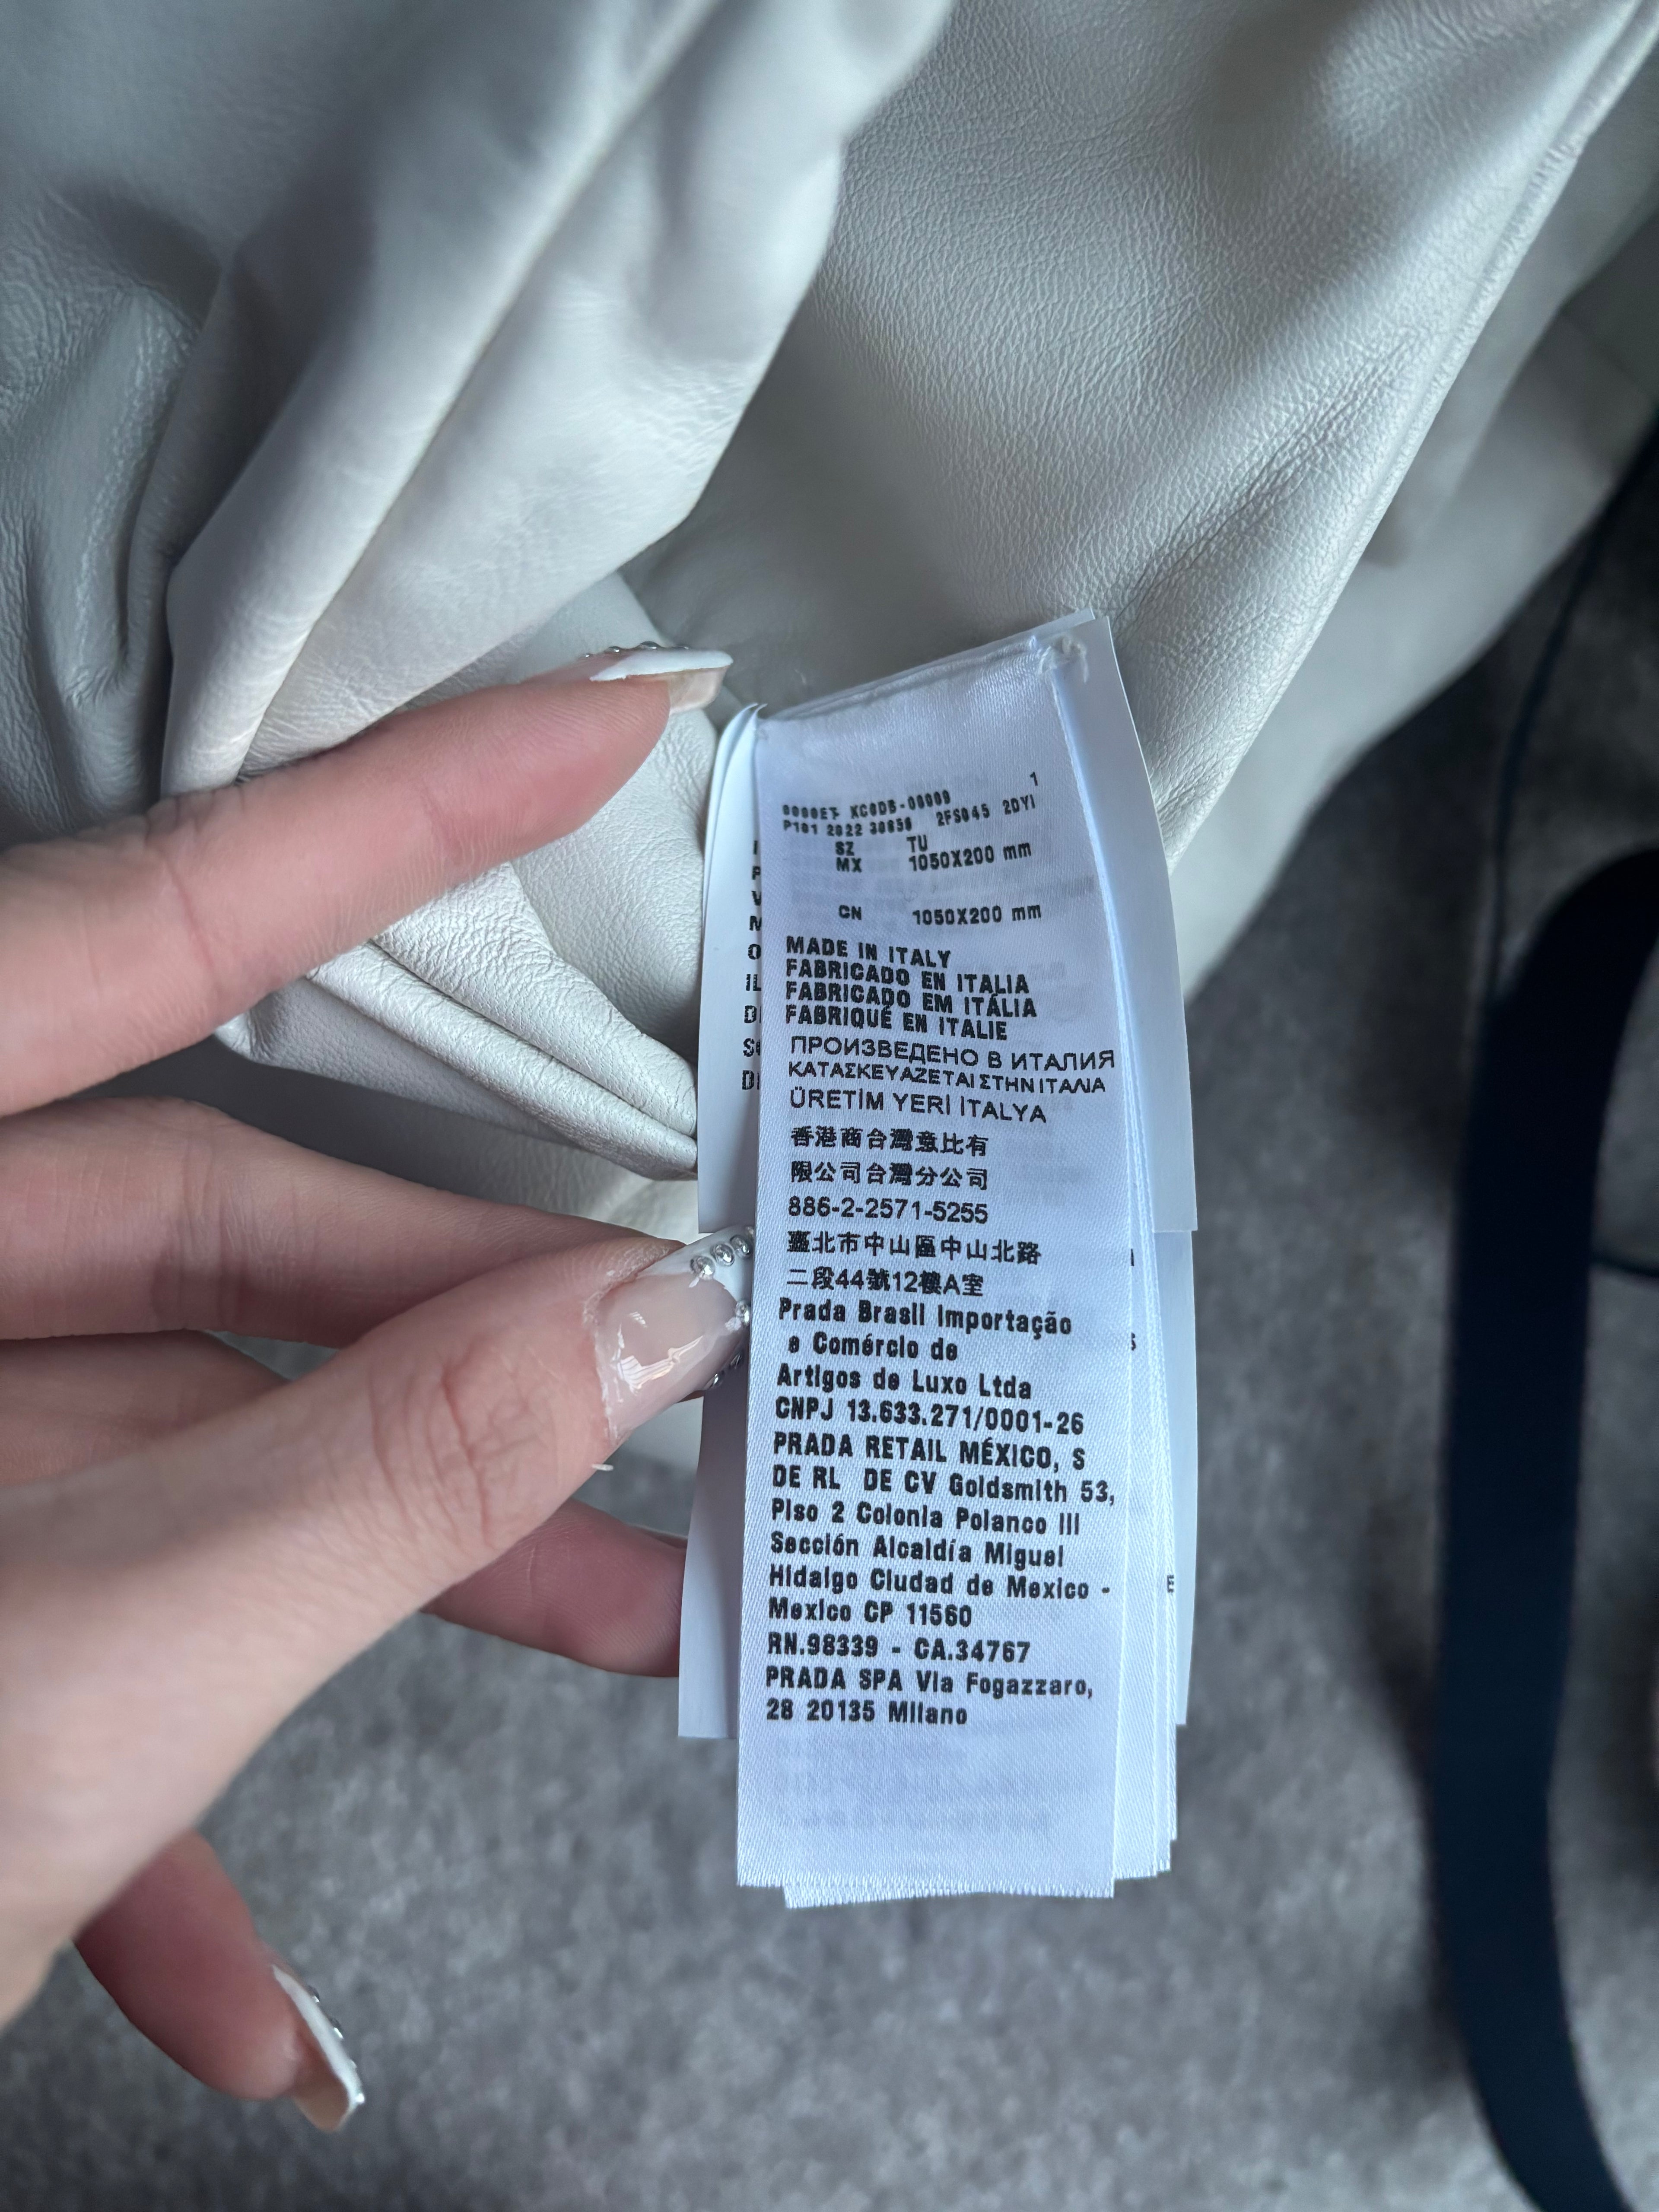 1
P101 2022 30858 2FS045 2DYI
SZ TU
MX 1050X200 mm
CN 1050X200 mm
MADE IN ITALY
FABRICADO EN ITALIA
FABRICADO EM ITÁLIA
FABRIQUÉ EN ITALIE
ПРОИЗВЕДЕНО В ИТАЛИЯ
ΚΑΤΑΣΚΕΥΑΖΕΤΑΙ ΣΤΗΝ ΙΤΑΛΙΑ
ÜRETİM YERİ İTALYA
香港商台灣意比有
限公司台灣分公司
886-2-2571-5255
臺北市中山區中山北路
二段44號12樓A室
Prada Brasil Importação
e Comércio de
Artigos de Luxo Ltda
CNPJ 13.633.271/0001-26
PRADA RETAIL MÉXICO, S
DE RL DE CV Goldsmith 53,
Piso 2 Colonia Polanco III
Sección Alcaldía Miguel
Hidalgo Ciudad de Mexico -
Mexico CP 11560
RN.98339 - CA.34767
PRADA SPA Via Fogazzaro,
28 20135 Milano